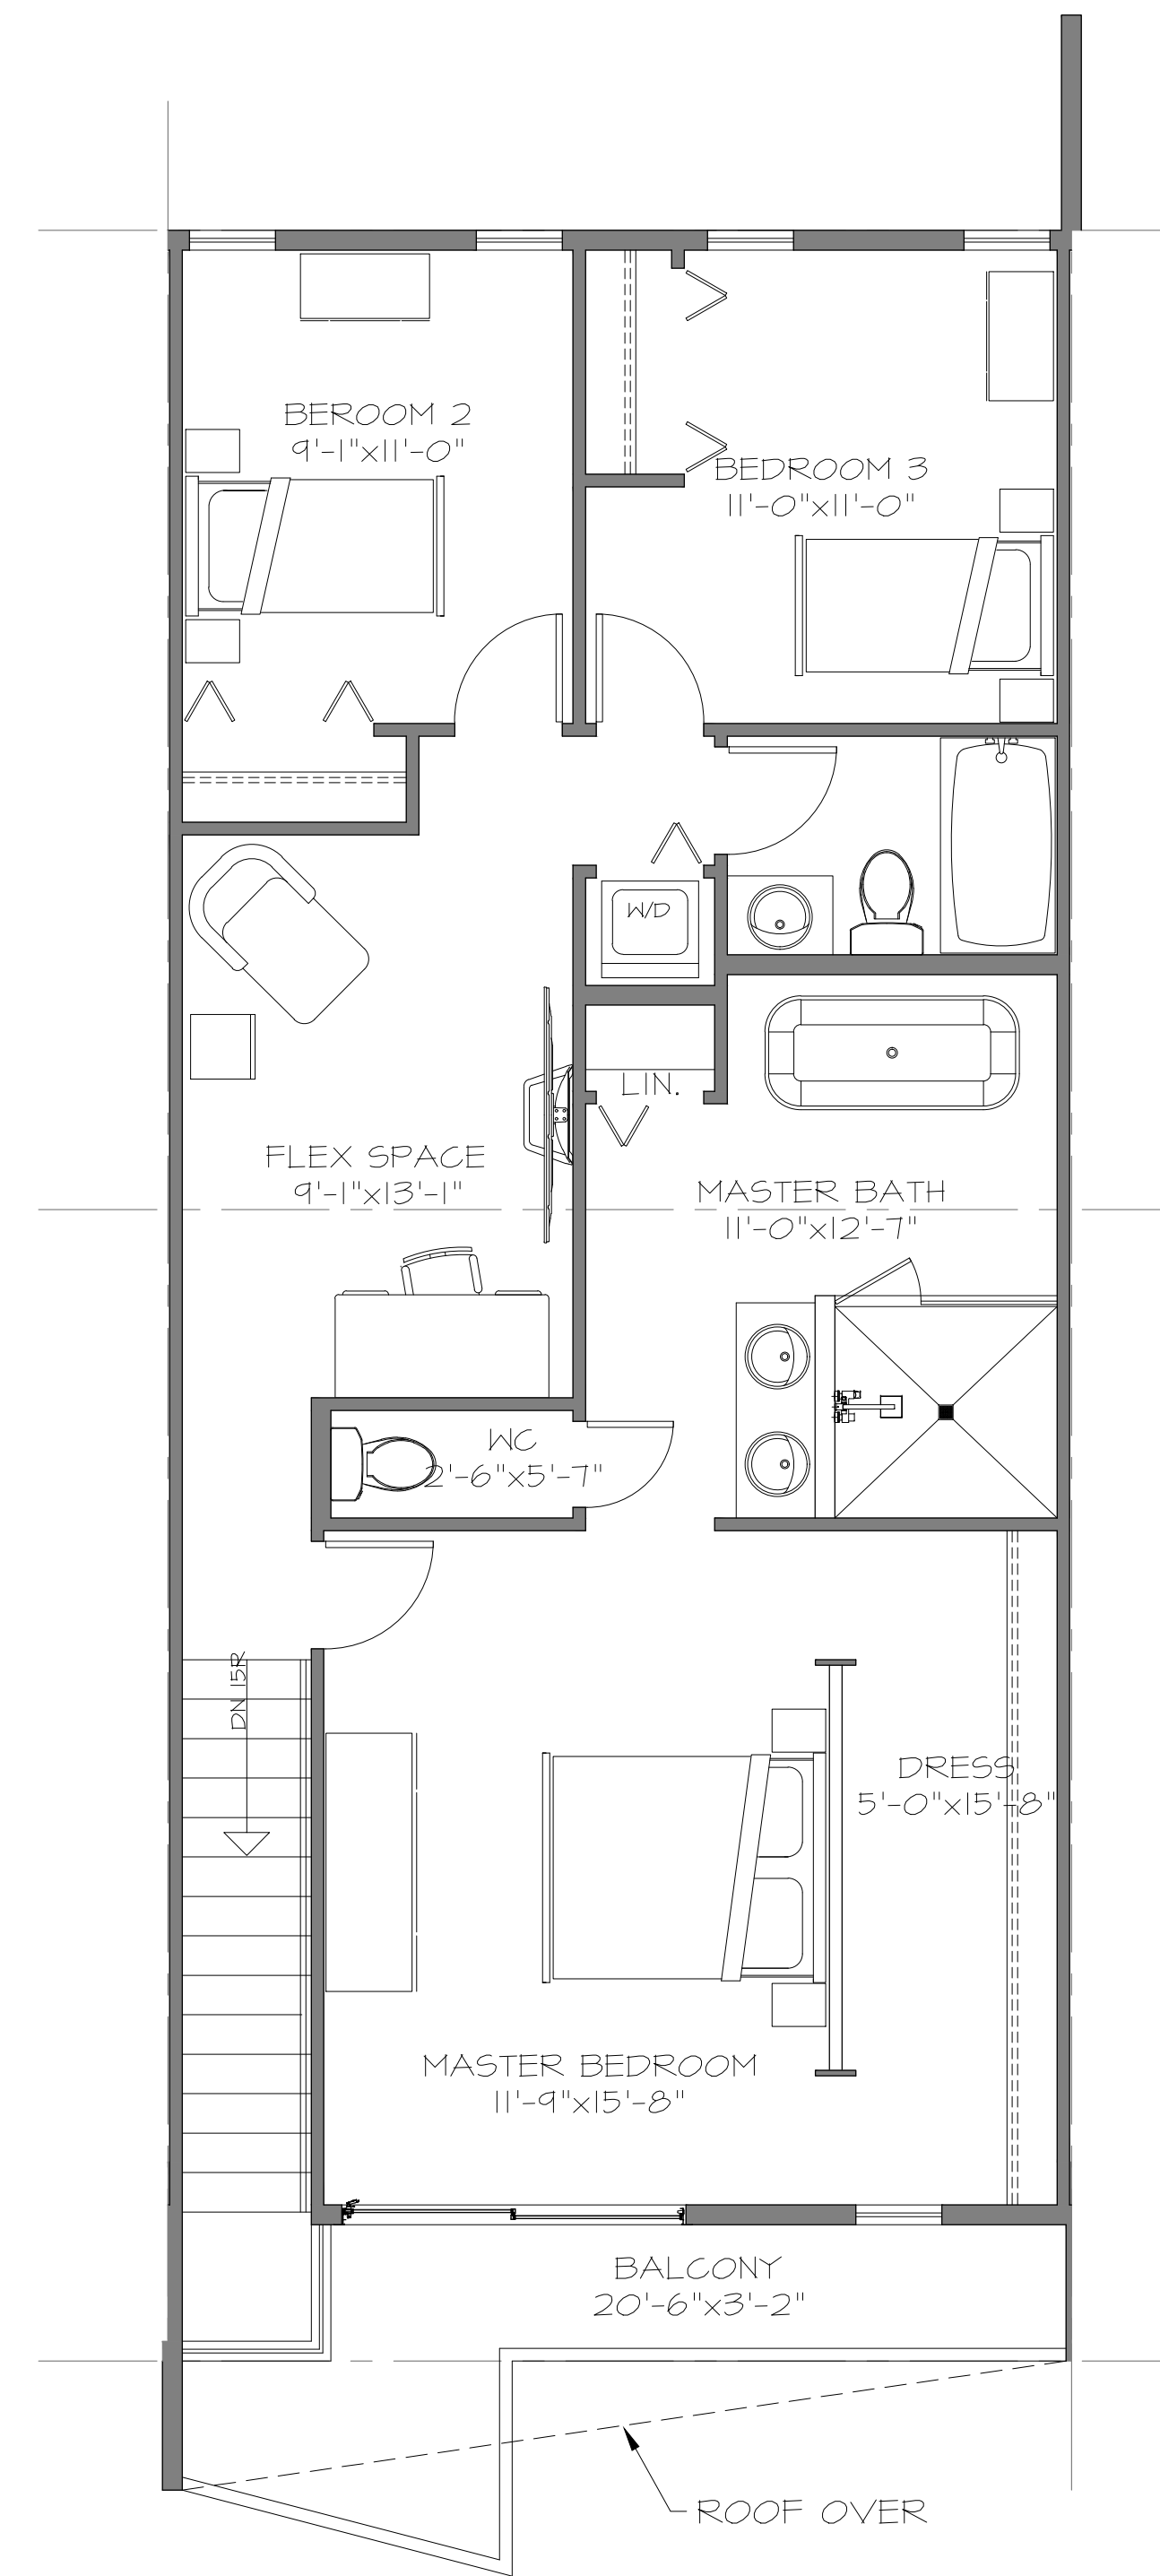 BEROOM 2
9'-1"x11'-0"
BEDROOM 3
11'-0"x11'-0"
W/D
LIN.
FLEX SPACE
9'-1"x13'-1"
MASTER BATH
11'-0"x12'-7"
WC
2'-6"x5'-7"
DN 15R
DRESS
5'-0"x15'-8"
MASTER BEDROOM
11'-9"x15'-8"
BALCONY
20'-6"x3'-2"
ROOF OVER